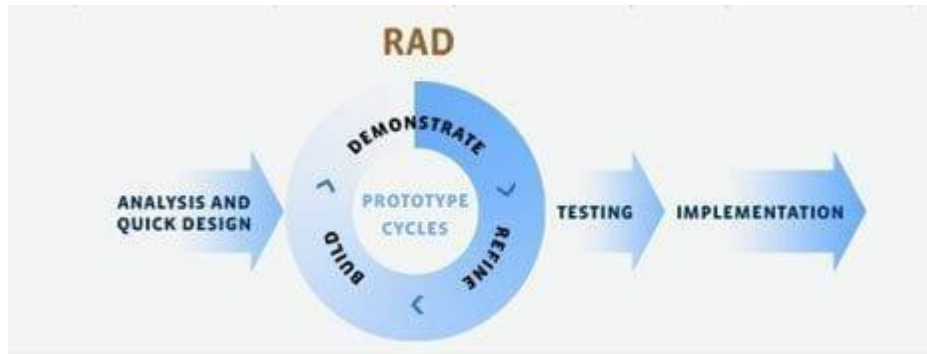 RAD
ANALYSIS AND
QUICK DESIGN
DEMONSTRATE
PROTOTYPE
CYCLES
REFINE
BUILD
TESTING
IMPLEMENTATION